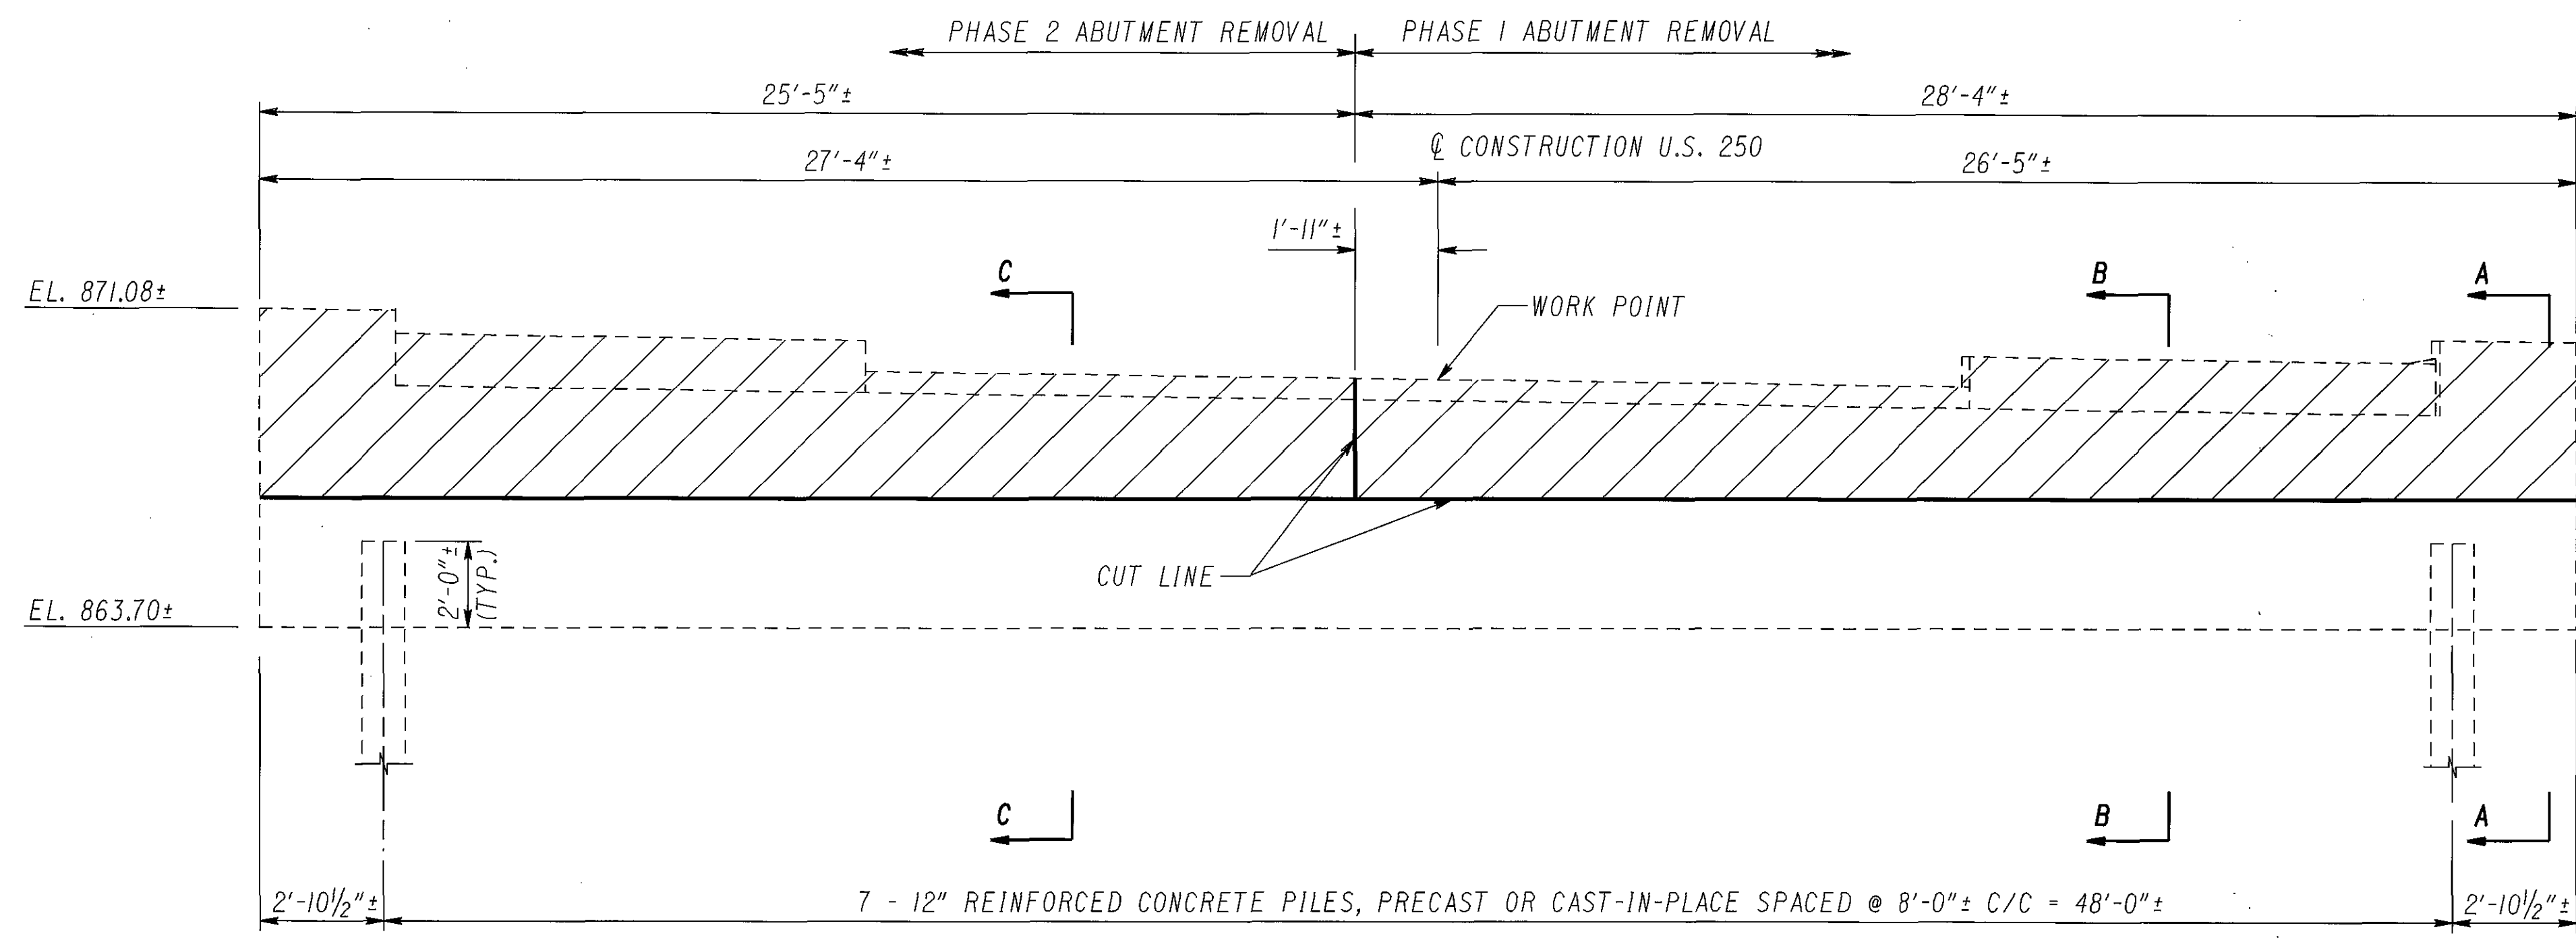 PHASE 2 ABUTMENT REMOVAL
PHASE 1 ABUTMENT REMOVAL
25'-5"±
28'-4"±
℄ CONSTRUCTION U.S. 250
27'-4"±
26'-5"±
1'-11"±
C
B
A
EL. 871.08±
WORK POINT
2'-0"±
(TYP.)
CUT LINE
EL. 863.70±
C
B
A
2'-10½"±
7 - 12" REINFORCED CONCRETE PILES, PRECAST OR CAST-IN-PLACE SPACED @ 8'-0"± C/C = 48'-0"±
2'-10½"±